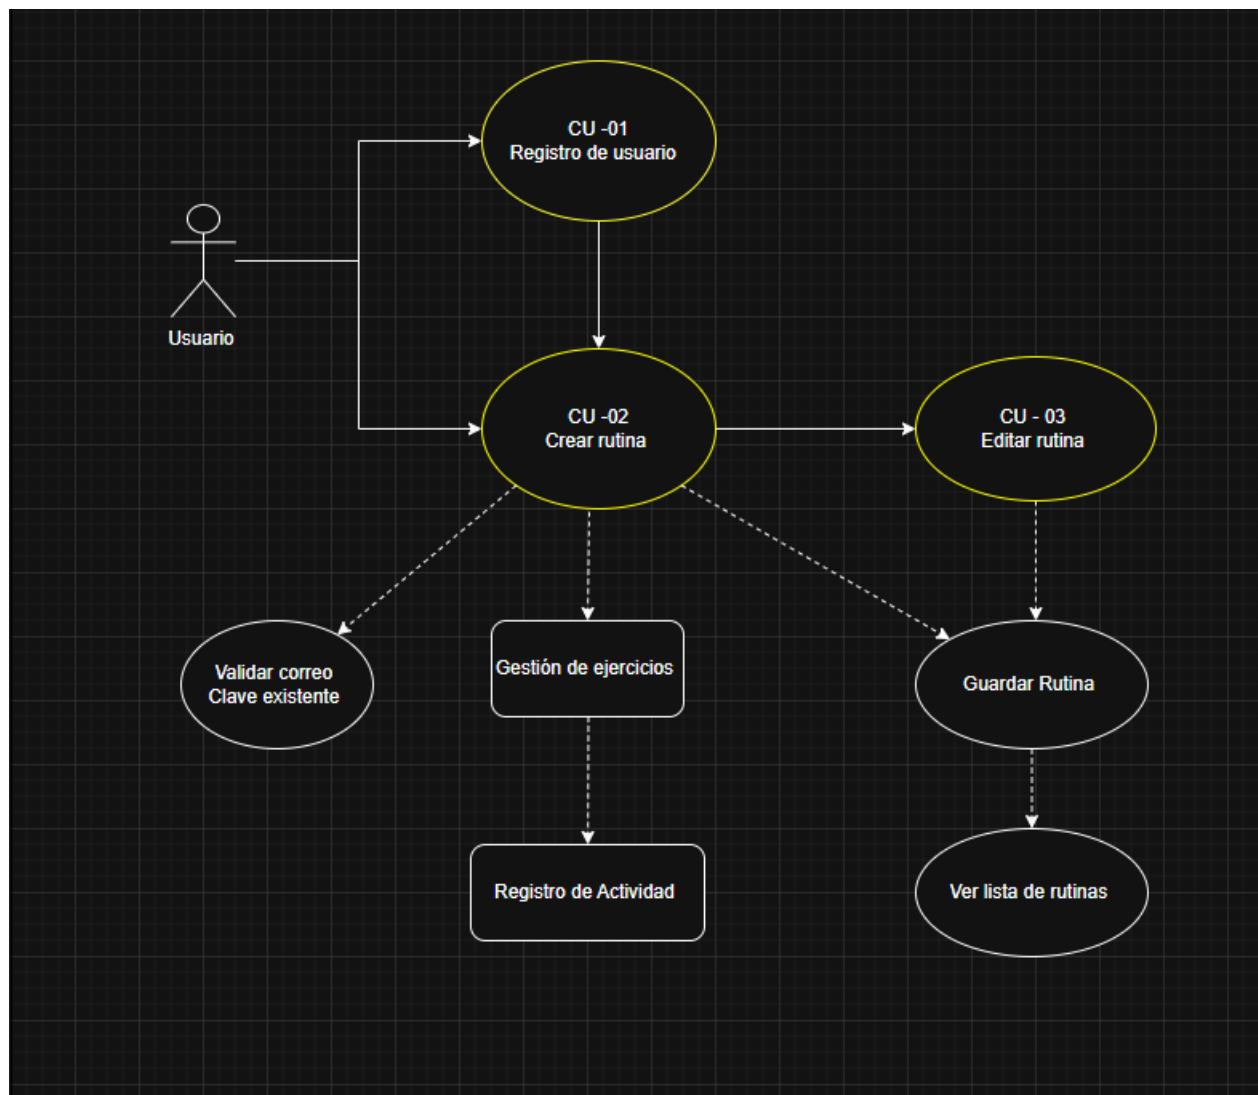 CU -01
Registro de usuario
Usuario
CU -02
Crear rutina
CU - 03
Editar rutina
Validar correo
Clave existente
Gestión de ejercicios
Guardar Rutina
Registro de Actividad
Ver lista de rutinas